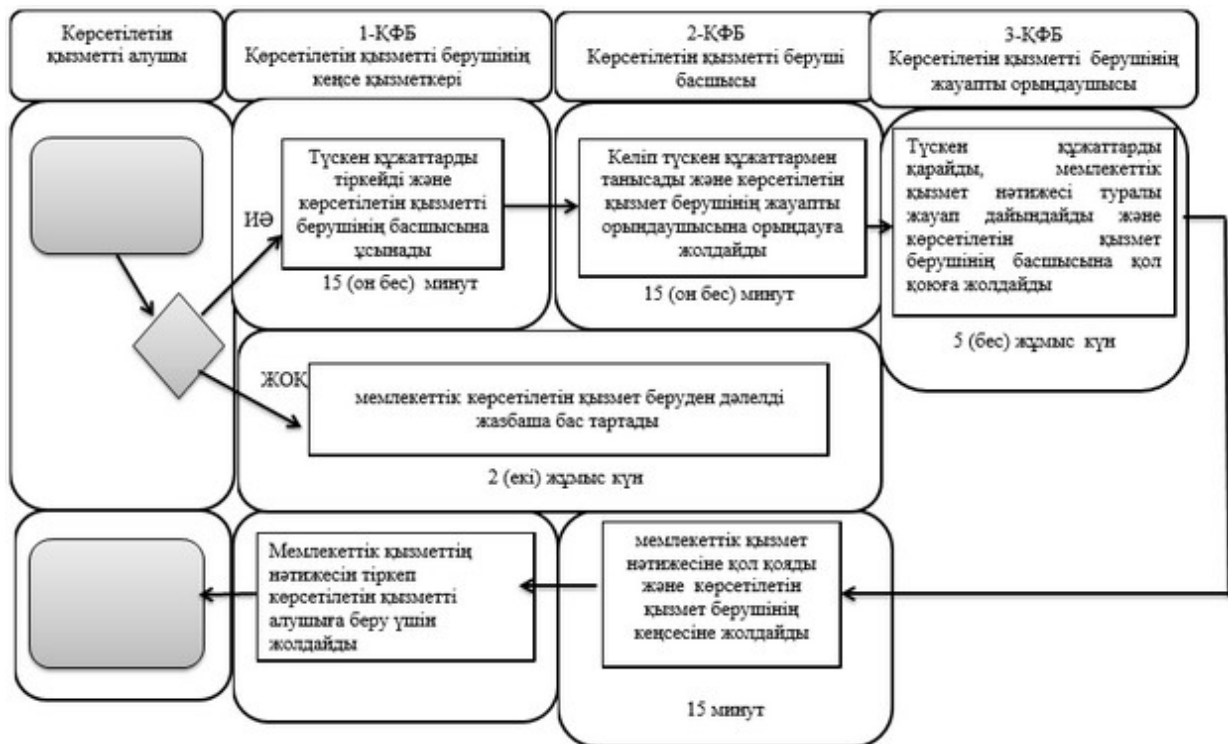 Көрсетілетін
қызметті алушы
1-ҚФБ
Көрсетілетін қызметті берушінің
кеңсе қызметкері
2-ҚФБ
Көрсетілетін қызметті беруші
басшысы
3-ҚФБ
Көрсетілетін қызметті берушінің
жауапты орындаушысы
ИӘ
Түскен құжаттарды
тіркейді және
көрсетілетін қызметті
берушінің басшысына
ұсынады
15 (он бес) минут
Келіп түскен құжаттармен
танысады және көрсетілетін
қызмет берушінің жауапты
орындаушысына орындауға
жолдайды
15 (он бес) минут
Түскен құжаттарды
қарайды, мемлекеттік
қызмет нәтижесі туралы
жауап дайындайды және
көрсетілетін қызмет
берушінің басшысына қол
қоюға жолдайды
5 (бес) жұмыс күн
ЖОҚ
мемлекеттік көрсетілетін қызмет беруден дәлелді
жазбаша бас тартады
2 (екі) жұмыс күн
Мемлекеттік қызметтің
нәтижесін тіркеп
көрсетілетін қызметті
алушыға беру үшін
жолдайды
мемлекеттік қызмет
нәтижесіне қол қояды
және көрсетілетін
қызмет берушінің
кеңсесіне жолдайды
15 минут